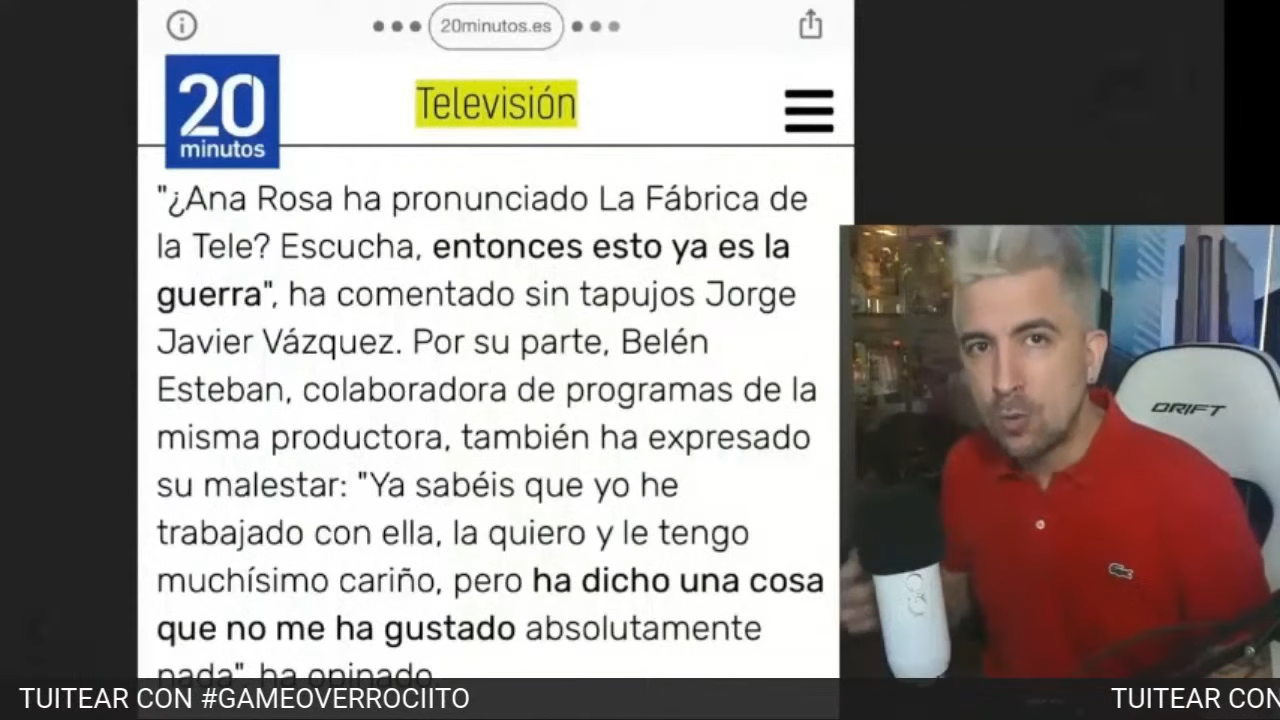 20minutos.es
20
minutos
Televisión
"¿Ana Rosa ha pronunciado La Fábrica de
la Tele? Escucha, entonces esto ya es la
guerra", ha comentado sin tapujos Jorge
Javier Vázquez. Por su parte, Belén
Esteban, colaboradora de programas de la
misma productora, también ha expresado
su malestar: "Ya sabéis que yo he
trabajado con ella, la quiero y le tengo
muchísimo cariño, pero ha dicho una cosa
que no me ha gustado absolutamente
nada", ha opinado.
DRIFT
TUITEAR CON #GAMEOVERROCIITO
TUITEAR CON